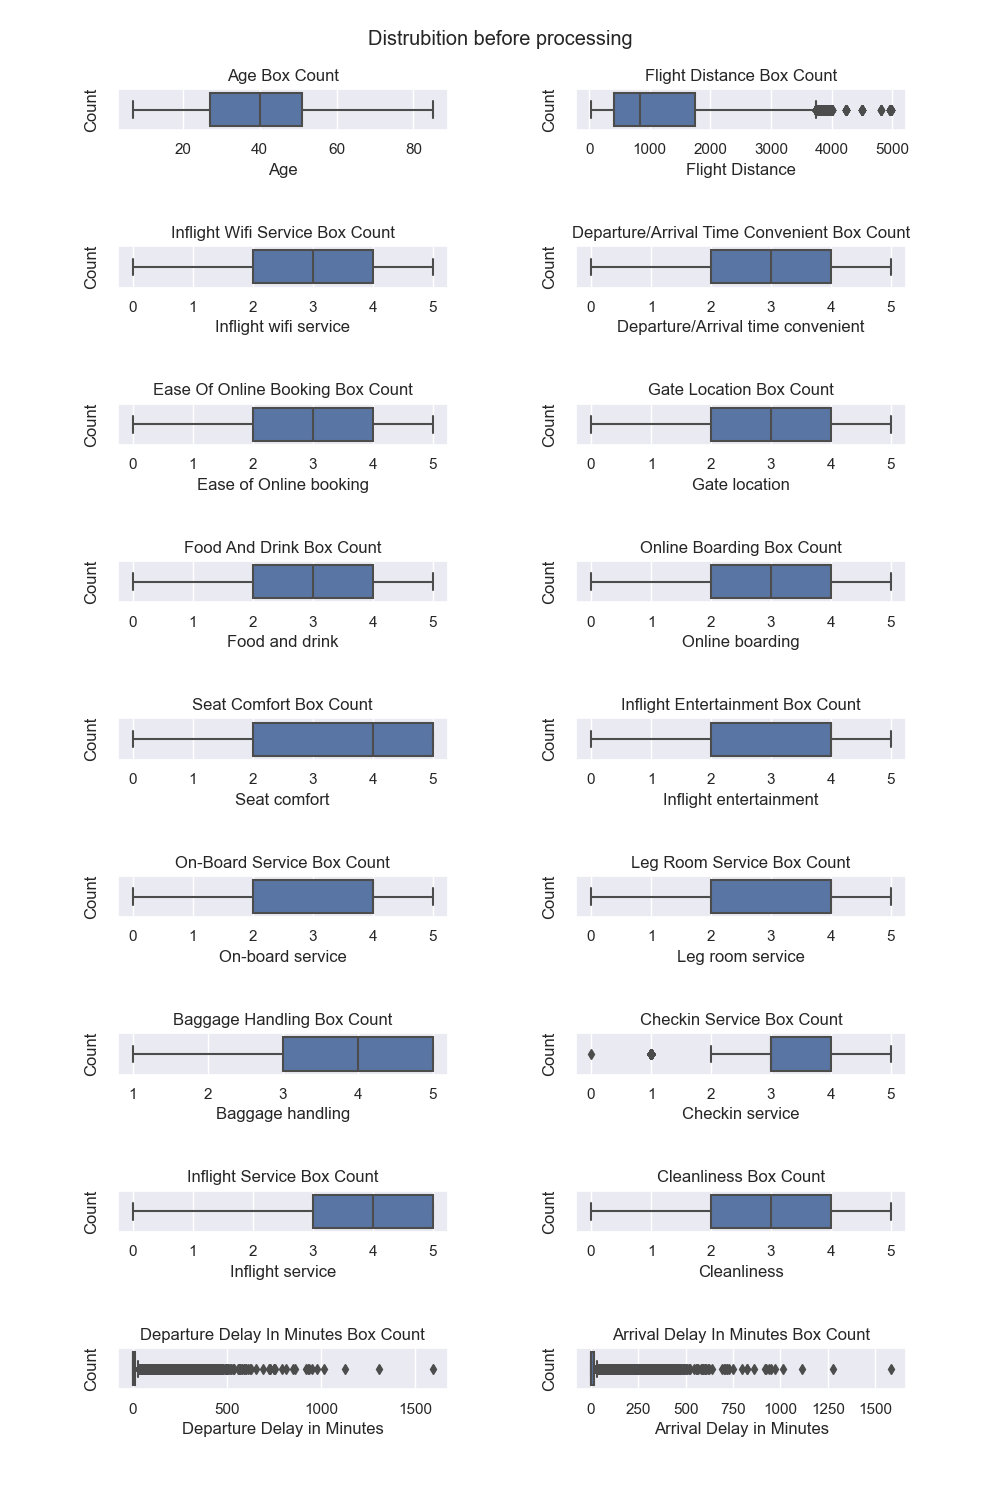 Distrubition before processing
Age Box Count
Count
20 40 60 80
Age
Flight Distance Box Count
Count
0 1000 2000 3000 4000 5000
Flight Distance
Inflight Wifi Service Box Count
Count
0 1 2 3 4 5
Inflight wifi service
Departure/Arrival Time Convenient Box Count
Count
0 1 2 3 4 5
Departure/Arrival time convenient
Ease Of Online Booking Box Count
Count
0 1 2 3 4 5
Ease of Online booking
Gate Location Box Count
Count
0 1 2 3 4 5
Gate location
Food And Drink Box Count
Count
0 1 2 3 4 5
Food and drink
Online Boarding Box Count
Count
0 1 2 3 4 5
Online boarding
Seat Comfort Box Count
Count
0 1 2 3 4 5
Seat comfort
Inflight Entertainment Box Count
Count
0 1 2 3 4 5
Inflight entertainment
On-Board Service Box Count
Count
0 1 2 3 4 5
On-board service
Leg Room Service Box Count
Count
0 1 2 3 4 5
Leg room service
Baggage Handling Box Count
Count
1 2 3 4 5
Baggage handling
Checkin Service Box Count
Count
0 1 2 3 4 5
Checkin service
Inflight Service Box Count
Count
0 1 2 3 4 5
Inflight service
Cleanliness Box Count
Count
0 1 2 3 4 5
Cleanliness
Departure Delay In Minutes Box Count
Count
0 500 1000 1500
Departure Delay in Minutes
Arrival Delay In Minutes Box Count
Count
0 250 500 750 1000 1250 1500
Arrival Delay in Minutes